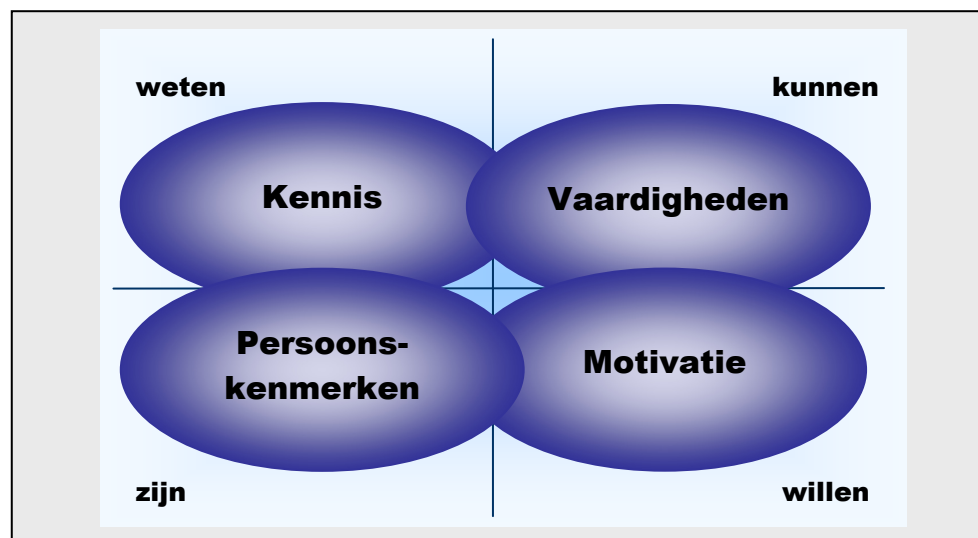 weten
kunnen
Kennis
Vaardigheden
Persoons-
kenmerken
Motivatie
zijn
willen